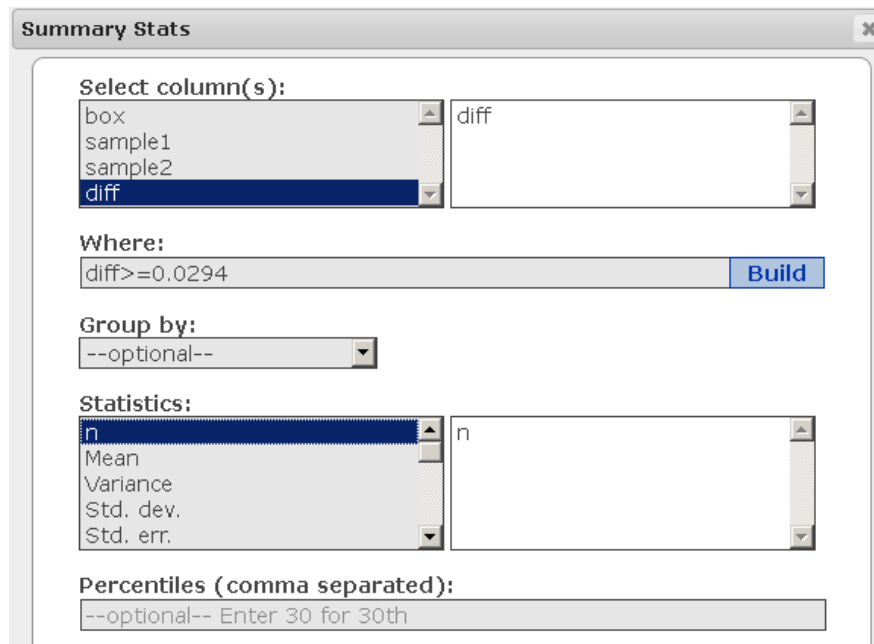 Summary Stats
Select column(s):
box
sample1
sample2
diff
diff
Where:
diff>=0.0294
Build
Group by:
--optional--
Statistics:
n
Mean
Variance
Std. dev.
Std. err.
n
Percentiles (comma separated):
--optional-- Enter 30 for 30th